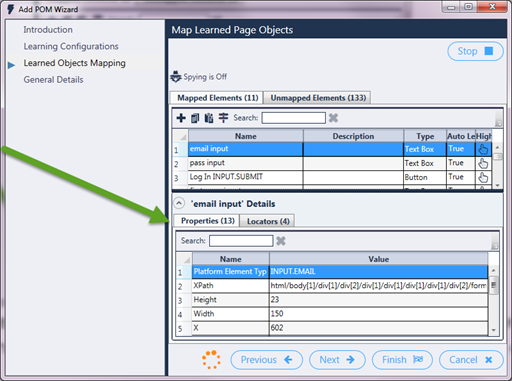 Add POM Wizard
Introduction
Learning Configurations
Learned Objects Mapping
General Details
Map Learned Page Objects
Stop
Spying is Off
Mapped Elements (11) Unmapped Elements (133)
Search:
Name Description Type Auto Le High
1 email input Text Box True
2 pass input Text Box True
3 Log In INPUT.SUBMIT Button True
'email input' Details
Properties (13) Locators (4)
Search:
Name Value
1 Platform Element Typ INPUT.EMAIL
2 XPath html/body[1]/div[1]/div[2]/div[1]/div[1]/div[1]/div[1]/div[2]/form
3 Height 23
4 Width 150
5 X 602
Previous Next Finish Cancel